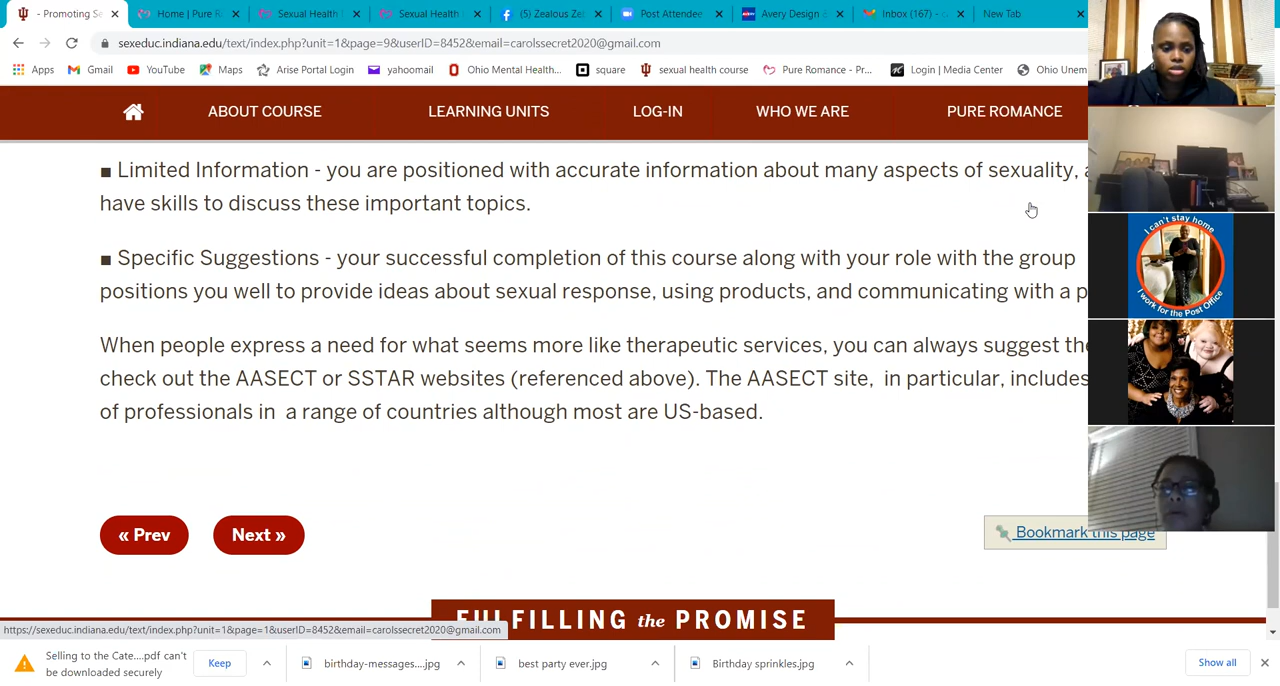 - Promoting Se
Home | Pure R
Sexual Health
Sexual Health
(5) Zealous Ze
Post Attendee
Avery Design &
Inbox (167) - c
New Tab
sexeduc.indiana.edu/text/index.php?unit=1&page=9&userID=8452&email=carolssecret2020@gmail.com
Apps
Gmail
YouTube
Maps
Arise Portal Login
yahoomail
Ohio Mental Health...
square
sexual health course
Pure Romance - Pr...
Login | Media Center
Ohio Unem
ABOUT COURSE
LEARNING UNITS
LOG-IN
WHO WE ARE
PURE ROMANCE
■ Limited Information - you are positioned with accurate information about many aspects of sexuality, a
have skills to discuss these important topics.
■ Specific Suggestions - your successful completion of this course along with your role with the group
positions you well to provide ideas about sexual response, using products, and communicating with a p
When people express a need for what seems more like therapeutic services, you can always suggest the
check out the AASECT or SSTAR websites (referenced above). The AASECT site, in particular, includes
of professionals in a range of countries although most are US-based.
« Prev
Next »
Bookmark this page
FULFILLING the PROMISE
https://sexeduc.indiana.edu/text/index.php?unit=1&page=1&userID=8452&email=carolssecret2020@gmail.com
Selling to the Cate....pdf can't
be downloaded securely
Keep
birthday-messages....jpg
best party ever.jpg
Birthday sprinkles.jpg
Show all
I can't stay home
I work for the Post Office